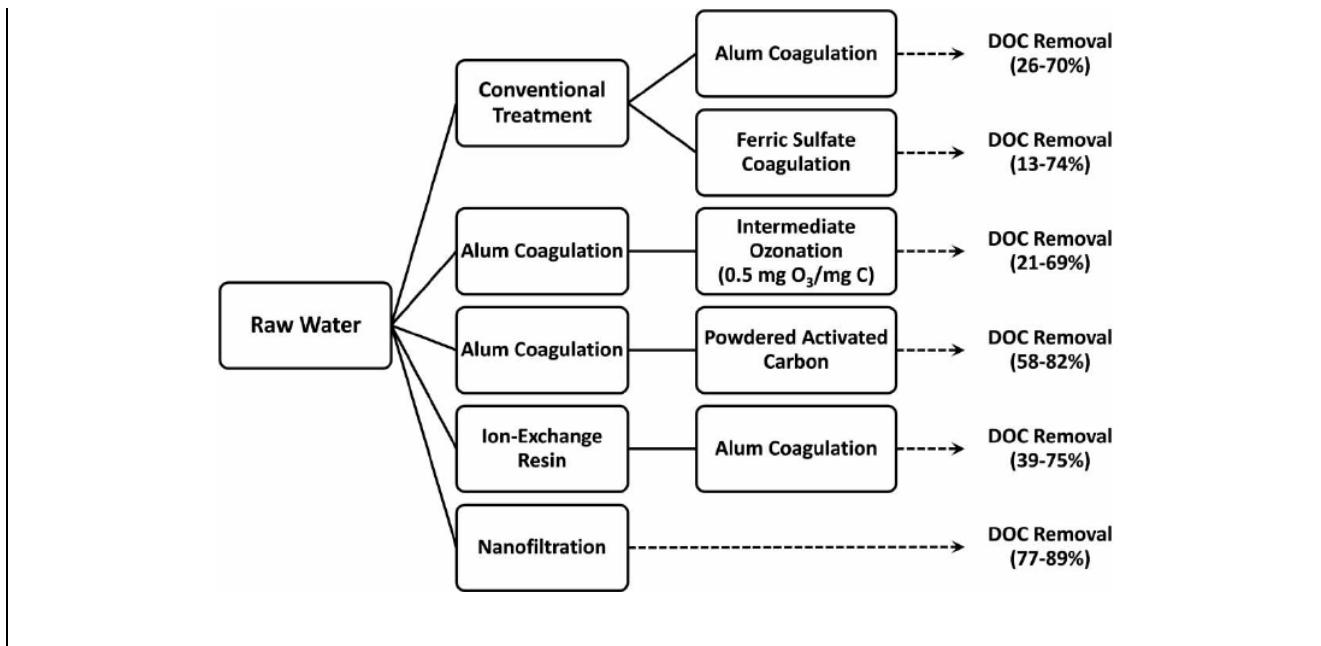 Raw Water
Conventional
Treatment
Alum Coagulation
DOC Removal
(26-70%)
Ferric Sulfate
Coagulation
DOC Removal
(13-74%)
Alum Coagulation
Intermediate
Ozonation
(0.5 mg O₃/mg C)
DOC Removal
(21-69%)
Alum Coagulation
Powdered Activated
Carbon
DOC Removal
(58-82%)
Ion-Exchange
Resin
Alum Coagulation
DOC Removal
(39-75%)
Nanofiltration
DOC Removal
(77-89%)